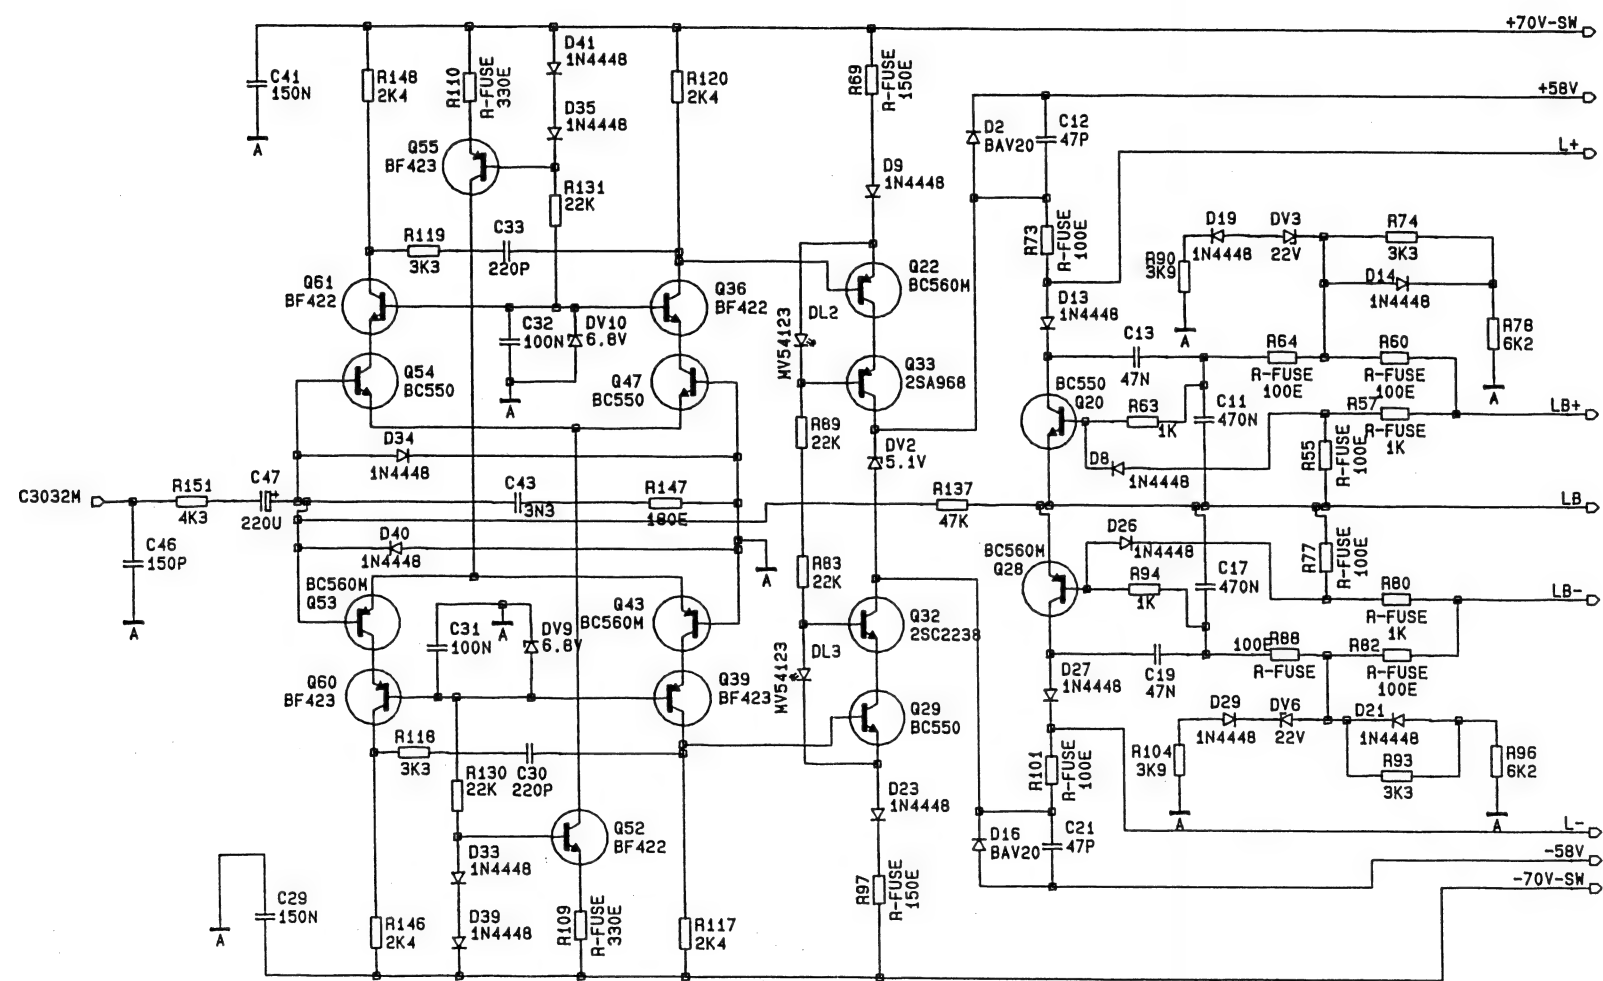 +70V-SW
C41
150N
A
R148
2K4
R110
R-FUSE
330E
D41
1N4448
D35
1N4448
R120
2K4
R69
R-FUSE
150E
+58V
D2
BAV20
C12
47P
L+
Q55
BF423
R131
22K
D9
1N4448
R119
3K3
C33
220P
R73
R-FUSE
100E
D19
1N4448
DV3
22V
R74
3K3
R90
3K9
A
D14
1N4448
R78
6K2
A
Q61
BF422
Q36
BF422
Q22
BC560M
C32
100N
DV10
6.8V
A
DL2
MV54123
D13
1N4448
C13
47N
R64
R-FUSE
100E
R60
R-FUSE
100E
Q54
BC550
Q47
BC550
Q33
2SA968
BC550
Q20
R63
1K
C11
470N
R57
R-FUSE
1K
LB+
R89
22K
DV2
5.1V
D8
1N4448
R55
R-FUSE
100E
D34
1N4448
C3032M
R151
4K3
C47
+
220U
C43
3N3
R147
180E
R137
47K
LB
C46
150P
A
D40
1N4448
A
R83
22K
BC560M
Q28
D26
1N4448
R94
1K
C17
470N
R77
R-FUSE
100E
R80
R-FUSE
1K
LB-
BC560M
Q53
Q43
BC560M
C31
100N
A
DV9
6.8V
Q32
2SC2238
DL3
MV54123
C19
47N
100E
R88
R-FUSE
R82
R-FUSE
100E
Q60
BF423
Q39
BF423
Q29
BC550
D27
1N4448
D29
1N4448
DV6
22V
D21
1N4448
R93
3K3
R104
3K9
A
R96
6K2
A
R118
3K3
C30
220P
R130
22K
R101
R-FUSE
100E
D23
1N4448
Q52
BF422
D33
1N4448
D16
BAV20
C21
47P
L-
-58V
-70V-SW
C29
150N
A
R146
2K4
D39
1N4448
R109
R-FUSE
330E
R117
2K4
R97
R-FUSE
150E